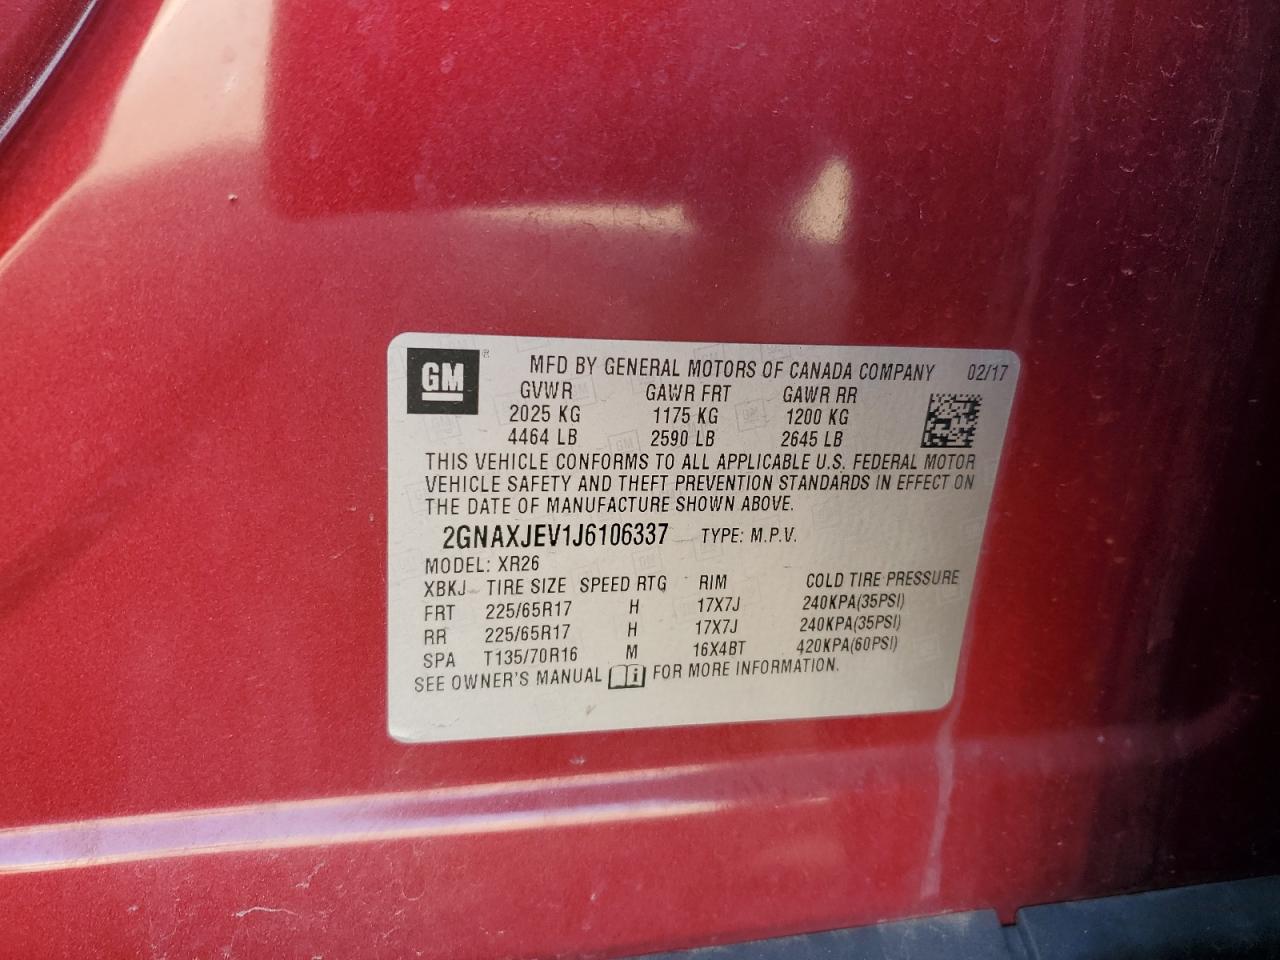 GM ®
MFD BY GENERAL MOTORS OF CANADA COMPANY 02/17
GVWR GAWR FRT GAWR RR
2025 KG 1175 KG 1200 KG
4464 LB 2590 LB 2645 LB
THIS VEHICLE CONFORMS TO ALL APPLICABLE U.S. FEDERAL MOTOR
VEHICLE SAFETY AND THEFT PREVENTION STANDARDS IN EFFECT ON
THE DATE OF MANUFACTURE SHOWN ABOVE.
2GNAXJEV1J6106337 TYPE: M.P.V.
MODEL: XR26
XBKJ TIRE SIZE SPEED RTG RIM COLD TIRE PRESSURE
FRT 225/65R17 H 17X7J 240KPA(35PSI)
RR 225/65R17 H 17X7J 240KPA(35PSI)
SPA T135/70R16 M 16X4BT 420KPA(60PSI)
SEE OWNER'S MANUAL i FOR MORE INFORMATION.